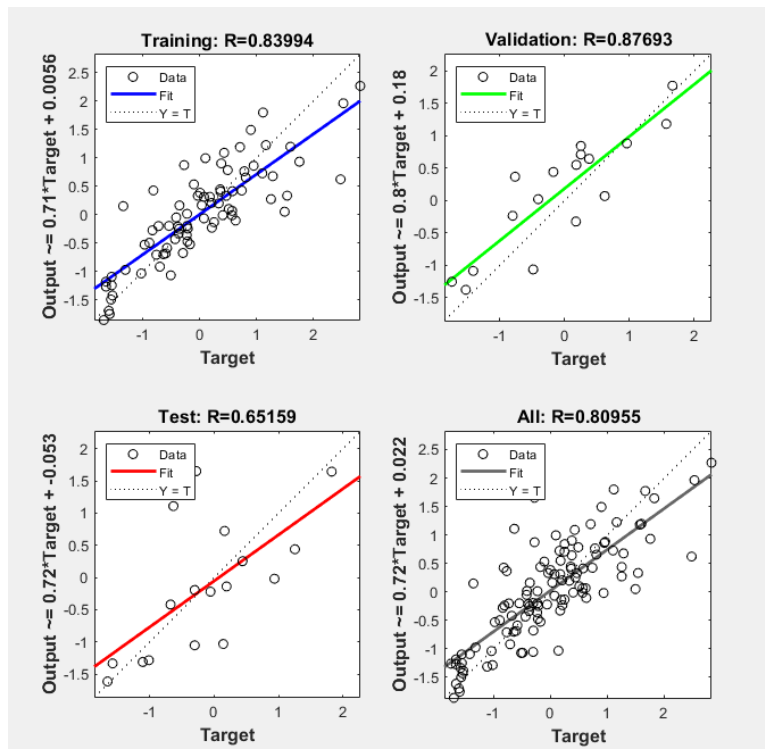 Training: R=0.83994
Output ~= 0.71*Target + 0.0056
2.5
2
1.5
1
0.5
0
-0.5
-1
-1.5
Data
Fit
Y = T
-1
0
1
2
Target
Validation: R=0.87693
Output ~= 0.8*Target + 0.18
2
1.5
1
0.5
0
-0.5
-1
-1.5
Data
Fit
Y = T
-1
0
1
2
Target
Test: R=0.65159
Output ~= 0.72*Target + -0.053
2
1.5
1
0.5
0
-0.5
-1
-1.5
Data
Fit
Y = T
-1
0
1
2
Target
All: R=0.80955
Output ~= 0.72*Target + 0.022
2.5
2
1.5
1
0.5
0
-0.5
-1
-1.5
Data
Fit
Y = T
-1
0
1
2
Target